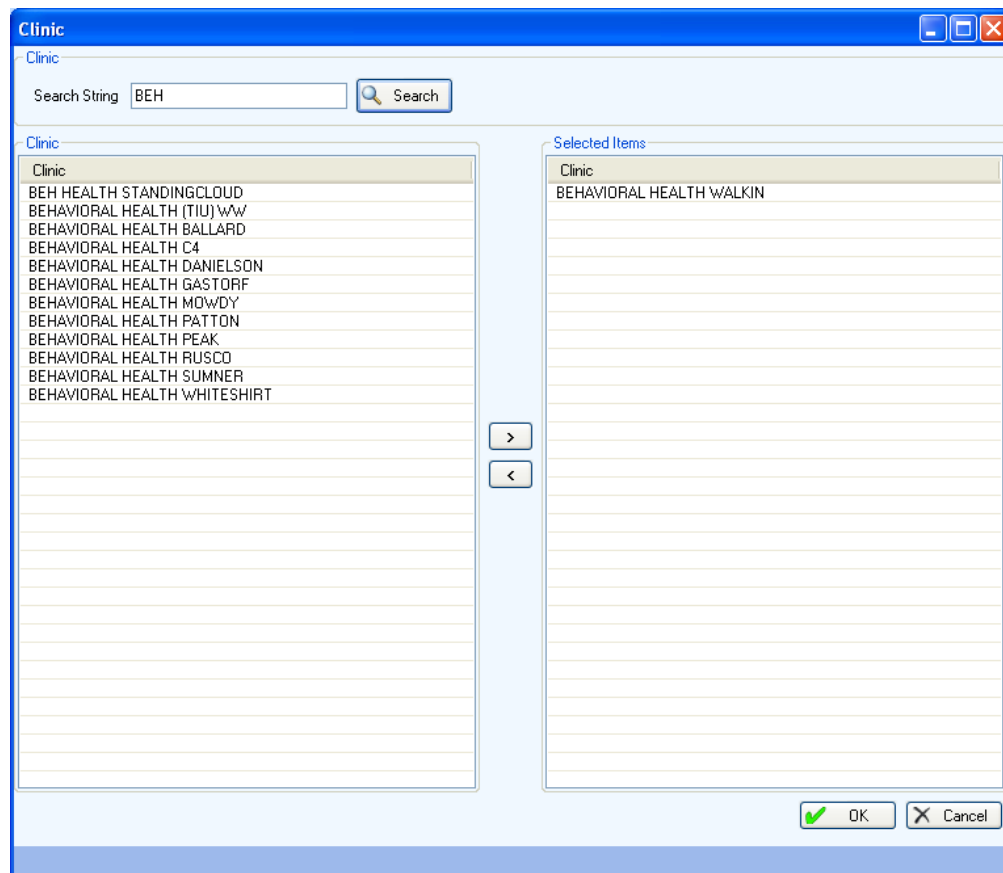 Clinic
Clinic
Search String BEH Search
Clinic
Clinic
BEH HEALTH STANDINGCLOUD
BEHAVIORAL HEALTH (TIU) WW
BEHAVIORAL HEALTH BALLARD
BEHAVIORAL HEALTH C4
BEHAVIORAL HEALTH DANIELSON
BEHAVIORAL HEALTH GASTORF
BEHAVIORAL HEALTH MOWDY
BEHAVIORAL HEALTH PATTON
BEHAVIORAL HEALTH PEAK
BEHAVIORAL HEALTH RUSCO
BEHAVIORAL HEALTH SUMNER
BEHAVIORAL HEALTH WHITESHIRT
>
<
Selected Items
Clinic
BEHAVIORAL HEALTH WALKIN
OK Cancel